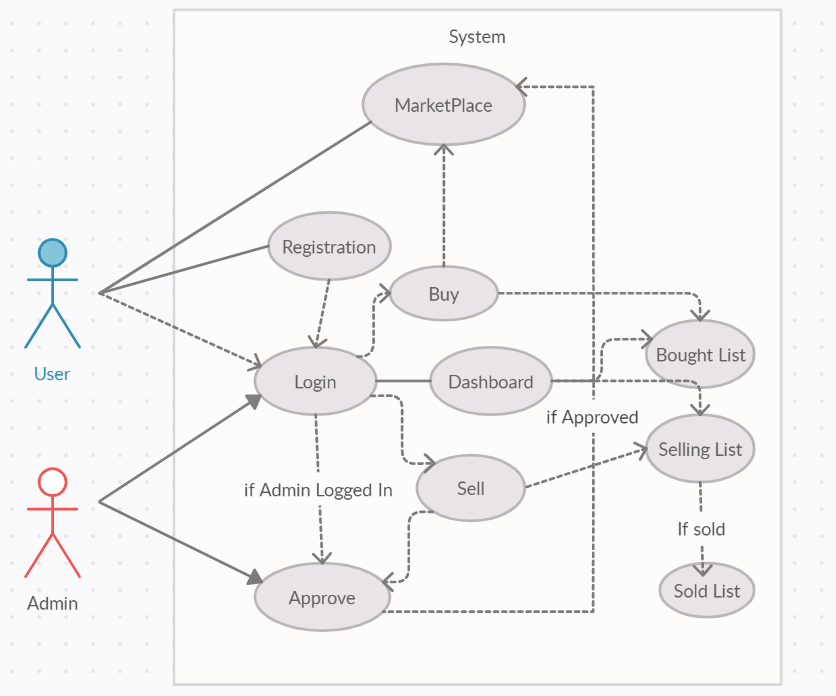 System
MarketPlace
Registration
Buy
User
Login
Dashboard
Bought List
if Approved
Selling List
if Admin Logged In
Sell
If sold
Admin
Approve
Sold List